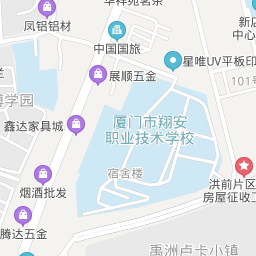 华祥苑茗茶
凤铝铝材
新店
中心
中国国旅
星唯UV平板印
展顺五金
101号
博学园
厦门市翔安
职业技术学校
鑫达家具城
宿舍楼
洪前片区
房屋征收工
烟酒批发
腾达五金
禹洲卢卡小镇